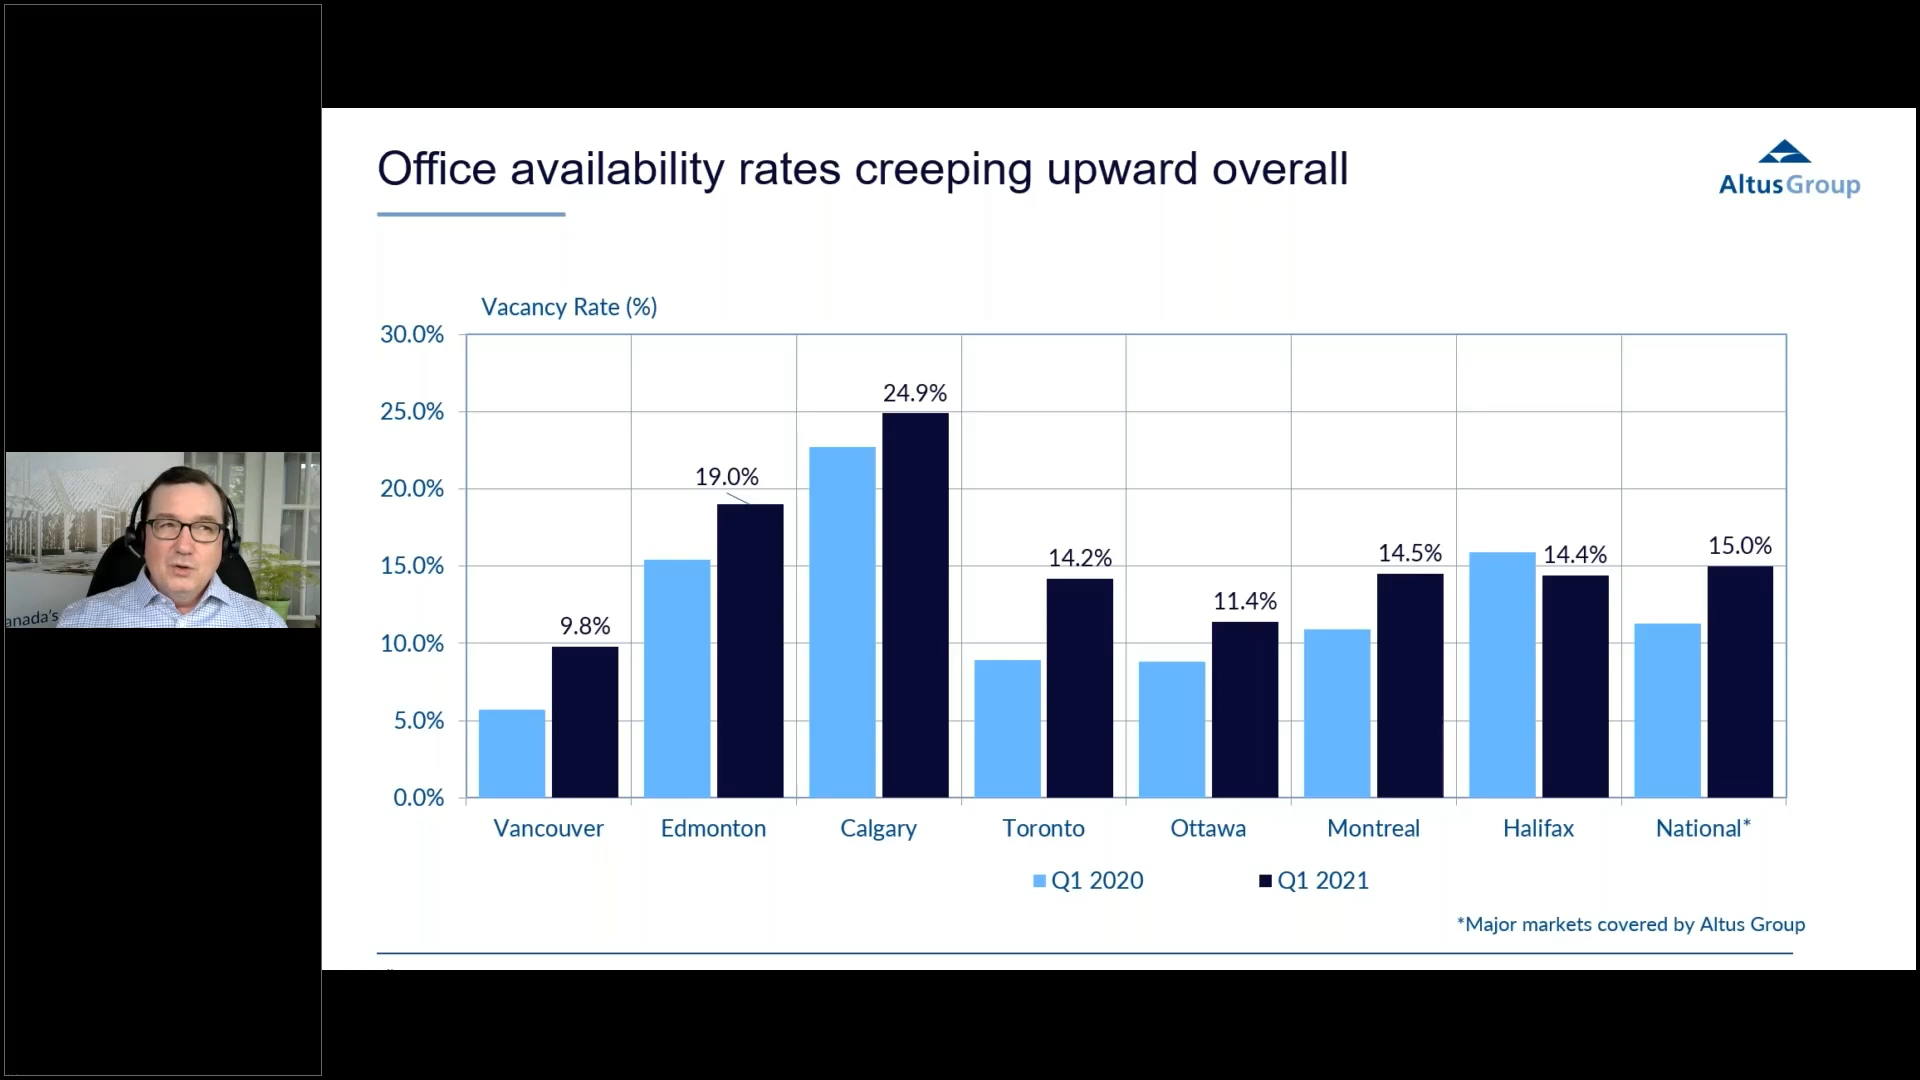 Office availability rates creeping upward overall
AltusGroup
Vacancy Rate (%)
30.0%
25.0%
20.0%
15.0%
10.0%
5.0%
0.0%
9.8%
19.0%
24.9%
14.2%
11.4%
14.5%
14.4%
15.0%
Vancouver
Edmonton
Calgary
Toronto
Ottawa
Montreal
Halifax
National*
Q1 2020
Q1 2021
*Major markets covered by Altus Group
anada's